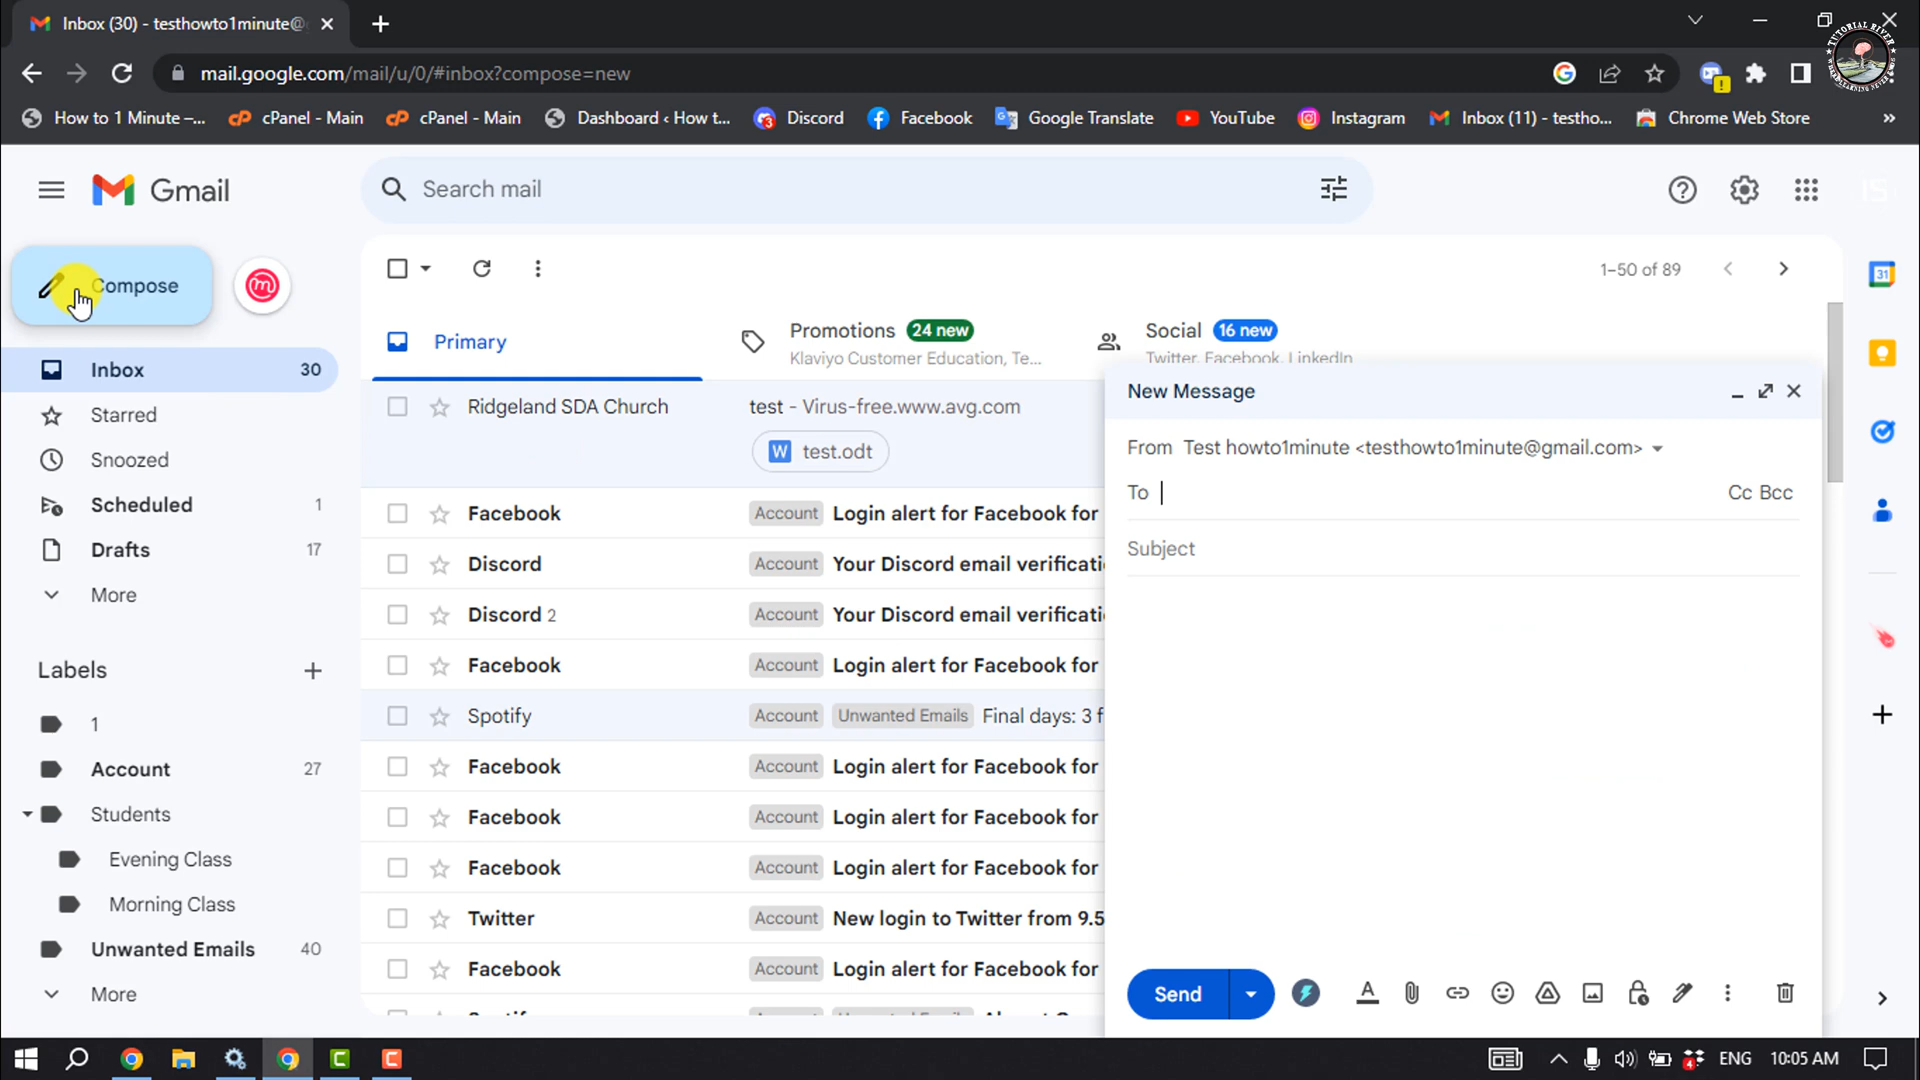 Inbox (30) - testhowto1minute@
mail.google.com/mail/u/0/#inbox?compose=new
How to 1 Minute –... cPanel - Main cPanel - Main Dashboard ‹ How t... Discord Facebook Google Translate YouTube Instagram Inbox (11) - testho... Chrome Web Store »
TUTORIAL RIVER
Gmail
Search mail
Compose
1–50 of 89
Primary
Promotions 24 new
Klaviyo Customer Education, Te...
Social 16 new
Twitter, Facebook, LinkedIn
Inbox 30
Starred
Snoozed
Scheduled 1
Drafts 17
More
Labels
1
Account 27
Students
Evening Class
Morning Class
Unwanted Emails 40
More
Ridgeland SDA Church test - Virus-free.www.avg.com
W test.odt
Facebook Account Login alert for Facebook for
Discord Account Your Discord email verificati
Discord 2 Account Your Discord email verificati
Facebook Account Login alert for Facebook for
Spotify Account Unwanted Emails Final days: 3 f
Facebook Account Login alert for Facebook for
Facebook Account Login alert for Facebook for
Facebook Account Login alert for Facebook for
Twitter Account New login to Twitter from 9.5
Facebook Account Login alert for Facebook for
New Message
From Test howto1minute <testhowto1minute@gmail.com>
To Cc Bcc
Subject
Send
31
ENG 10:05 AM